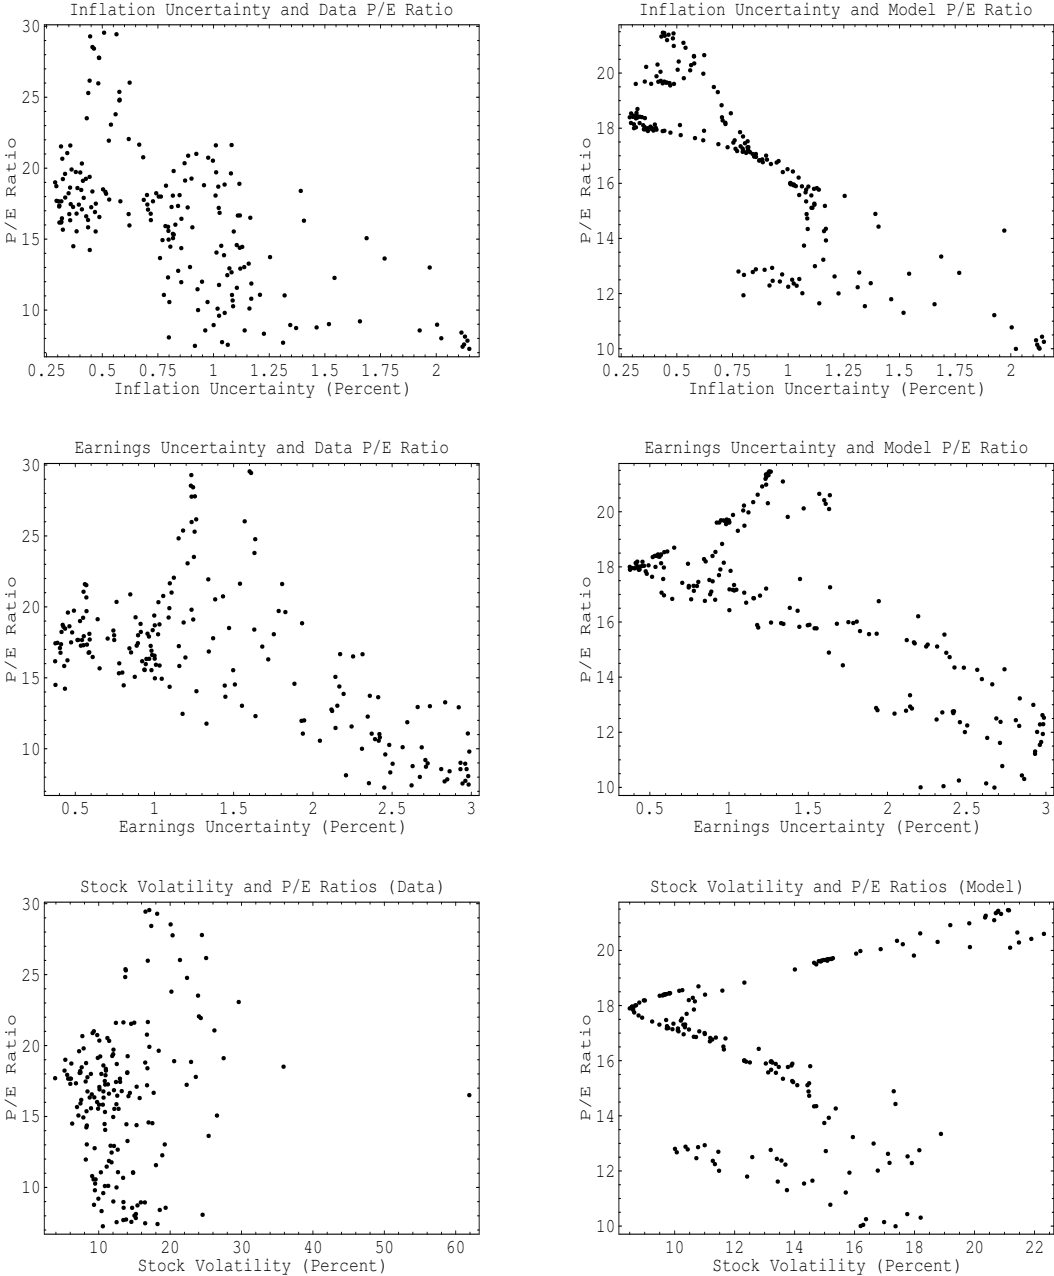 Inflation Uncertainty and Data P/E Ratio
30
25
20
15
10
P/E Ratio
0.25 0.5 0.75 1 1.25 1.5 1.75 2
Inflation Uncertainty (Percent)
Inflation Uncertainty and Model P/E Ratio
20
18
16
14
12
10
P/E Ratio
0.25 0.5 0.75 1 1.25 1.5 1.75 2
Inflation Uncertainty (Percent)
Earnings Uncertainty and Data P/E Ratio
30
25
20
15
10
P/E Ratio
0.5 1 1.5 2 2.5 3
Earnings Uncertainty (Percent)
Earnings Uncertainty and Model P/E Ratio
20
18
16
14
12
10
P/E Ratio
0.5 1 1.5 2 2.5 3
Earnings Uncertainty (Percent)
Stock Volatility and P/E Ratios (Data)
30
25
20
15
10
P/E Ratio
10 20 30 40 50 60
Stock Volatility (Percent)
Stock Volatility and P/E Ratios (Model)
20
18
16
14
12
10
P/E Ratio
10 12 14 16 18 20 22
Stock Volatility (Percent)